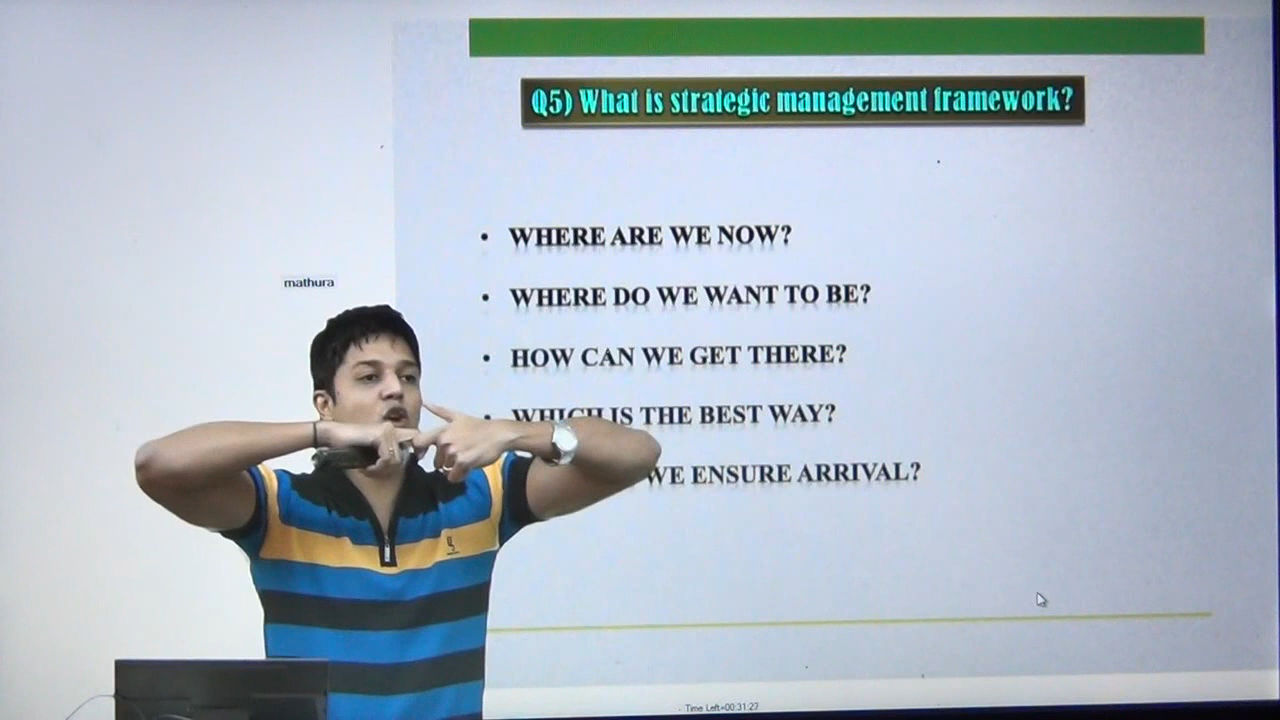 Q5) What is strategic management framework?
• WHERE ARE WE NOW?
• WHERE DO WE WANT TO BE?
mathura
• HOW CAN WE GET THERE?
• WHICH IS THE BEST WAY?
WE ENSURE ARRIVAL?
- Time Left=00:31:27